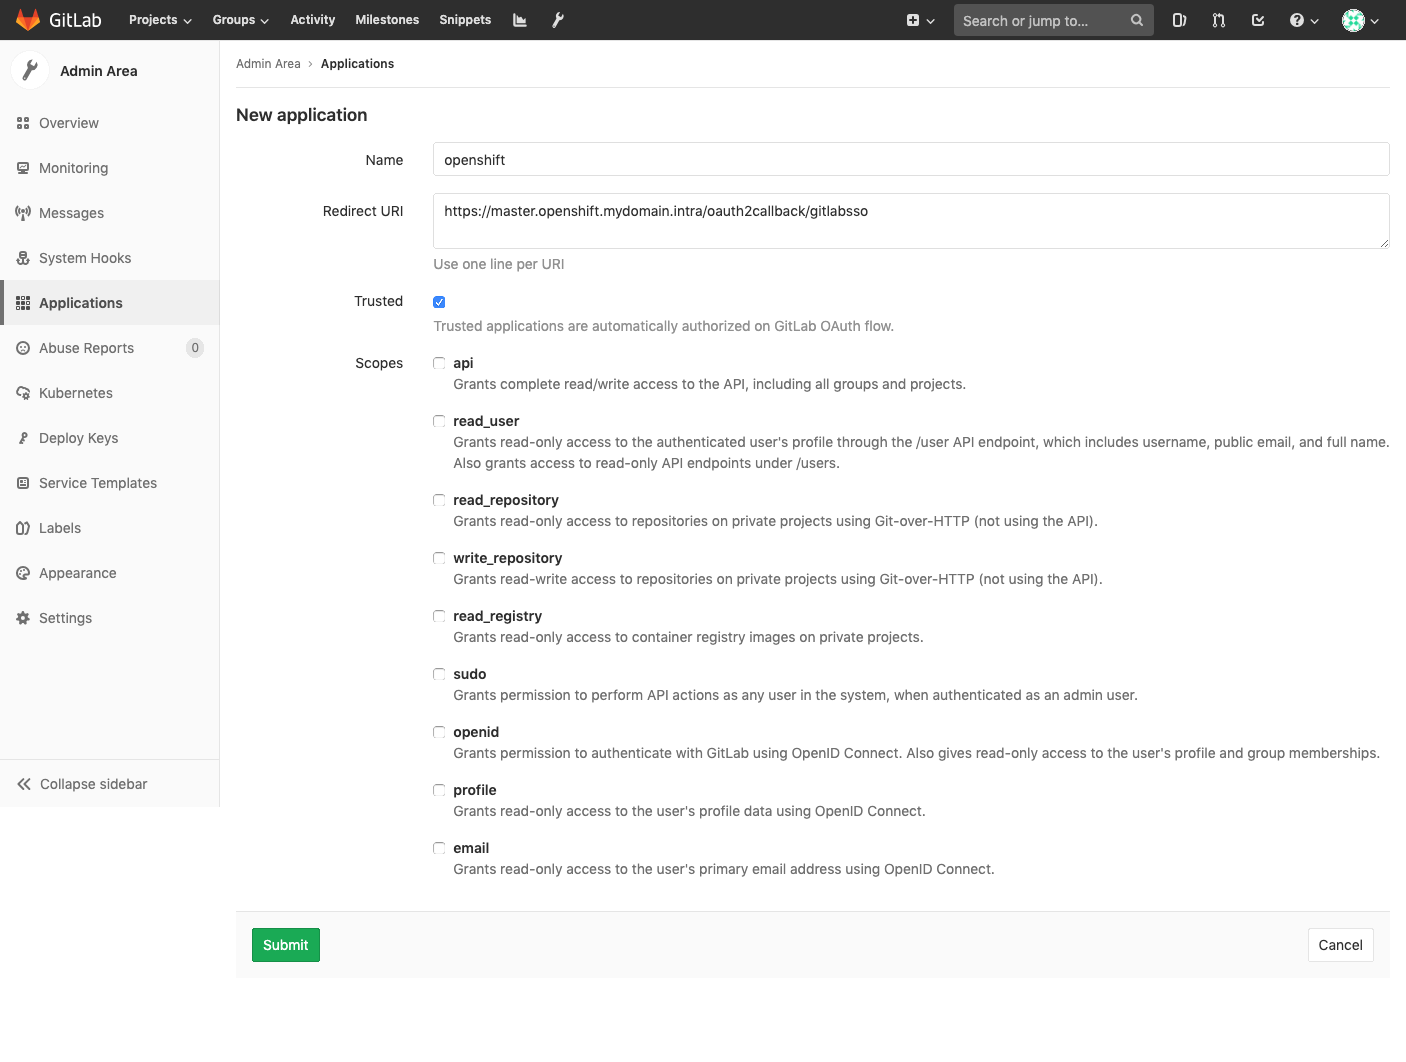 GitLab Projects Groups Activity Milestones Snippets Search or jump to...
Admin Area
Overview
Monitoring
Messages
System Hooks
Applications
Abuse Reports 0
Kubernetes
Deploy Keys
Service Templates
Labels
Appearance
Settings
Collapse sidebar
Admin Area › Applications
New application
Name openshift
Redirect URI https://master.openshift.mydomain.intra/oauth2callback/gitlabsso
Use one line per URI
Trusted
Trusted applications are automatically authorized on GitLab OAuth flow.
Scopes api
Grants complete read/write access to the API, including all groups and projects.
read_user
Grants read-only access to the authenticated user's profile through the /user API endpoint, which includes username, public email, and full name.
Also grants access to read-only API endpoints under /users.
read_repository
Grants read-only access to repositories on private projects using Git-over-HTTP (not using the API).
write_repository
Grants read-write access to repositories on private projects using Git-over-HTTP (not using the API).
read_registry
Grants read-only access to container registry images on private projects.
sudo
Grants permission to perform API actions as any user in the system, when authenticated as an admin user.
openid
Grants permission to authenticate with GitLab using OpenID Connect. Also gives read-only access to the user's profile and group memberships.
profile
Grants read-only access to the user's profile data using OpenID Connect.
email
Grants read-only access to the user's primary email address using OpenID Connect.
Submit Cancel